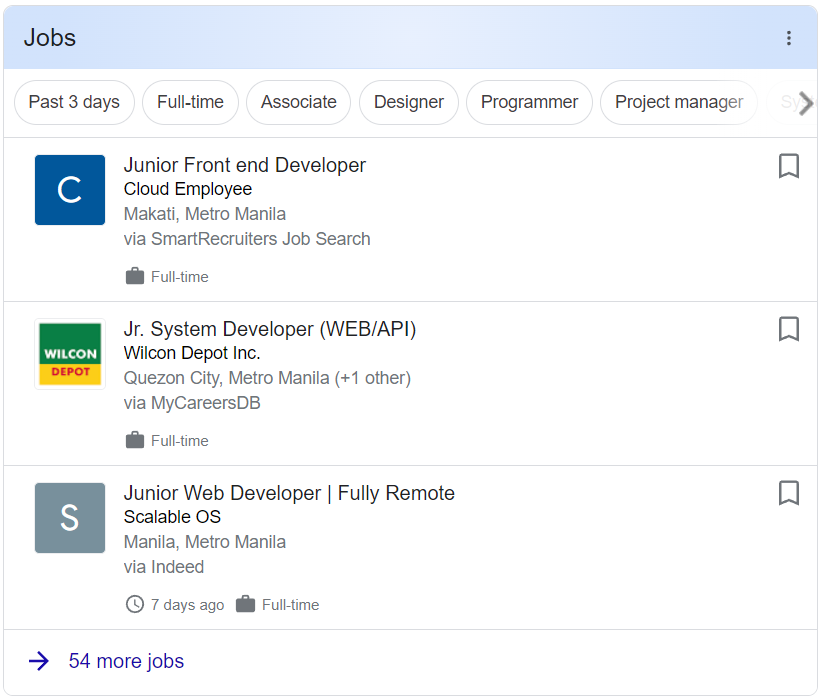 Jobs
Past 3 days
Full-time
Associate
Designer
Programmer
Project manager
C
Junior Front end Developer
Cloud Employee
Makati, Metro Manila
via SmartRecruiters Job Search
Full-time
WILCON
DEPOT
Jr. System Developer (WEB/API)
Wilcon Depot Inc.
Quezon City, Metro Manila (+1 other)
via MyCareersDB
Full-time
S
Junior Web Developer | Fully Remote
Scalable OS
Manila, Metro Manila
via Indeed
7 days ago Full-time
54 more jobs